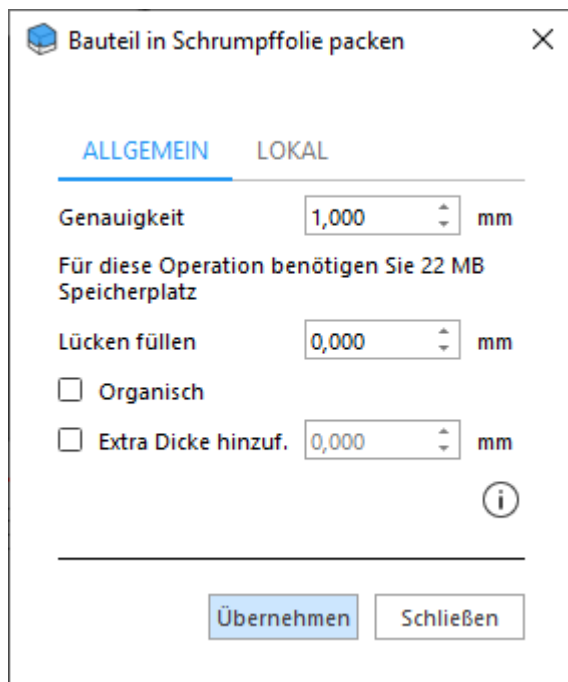 Bauteil in Schrumpffolie packen
ALLGEMEIN LOKAL
Genauigkeit 1,000 mm
Für diese Operation benötigen Sie 22 MB
Speicherplatz
Lücken füllen 0,000 mm
Organisch
Extra Dicke hinzuf. 0,000 mm
Übernehmen Schließen